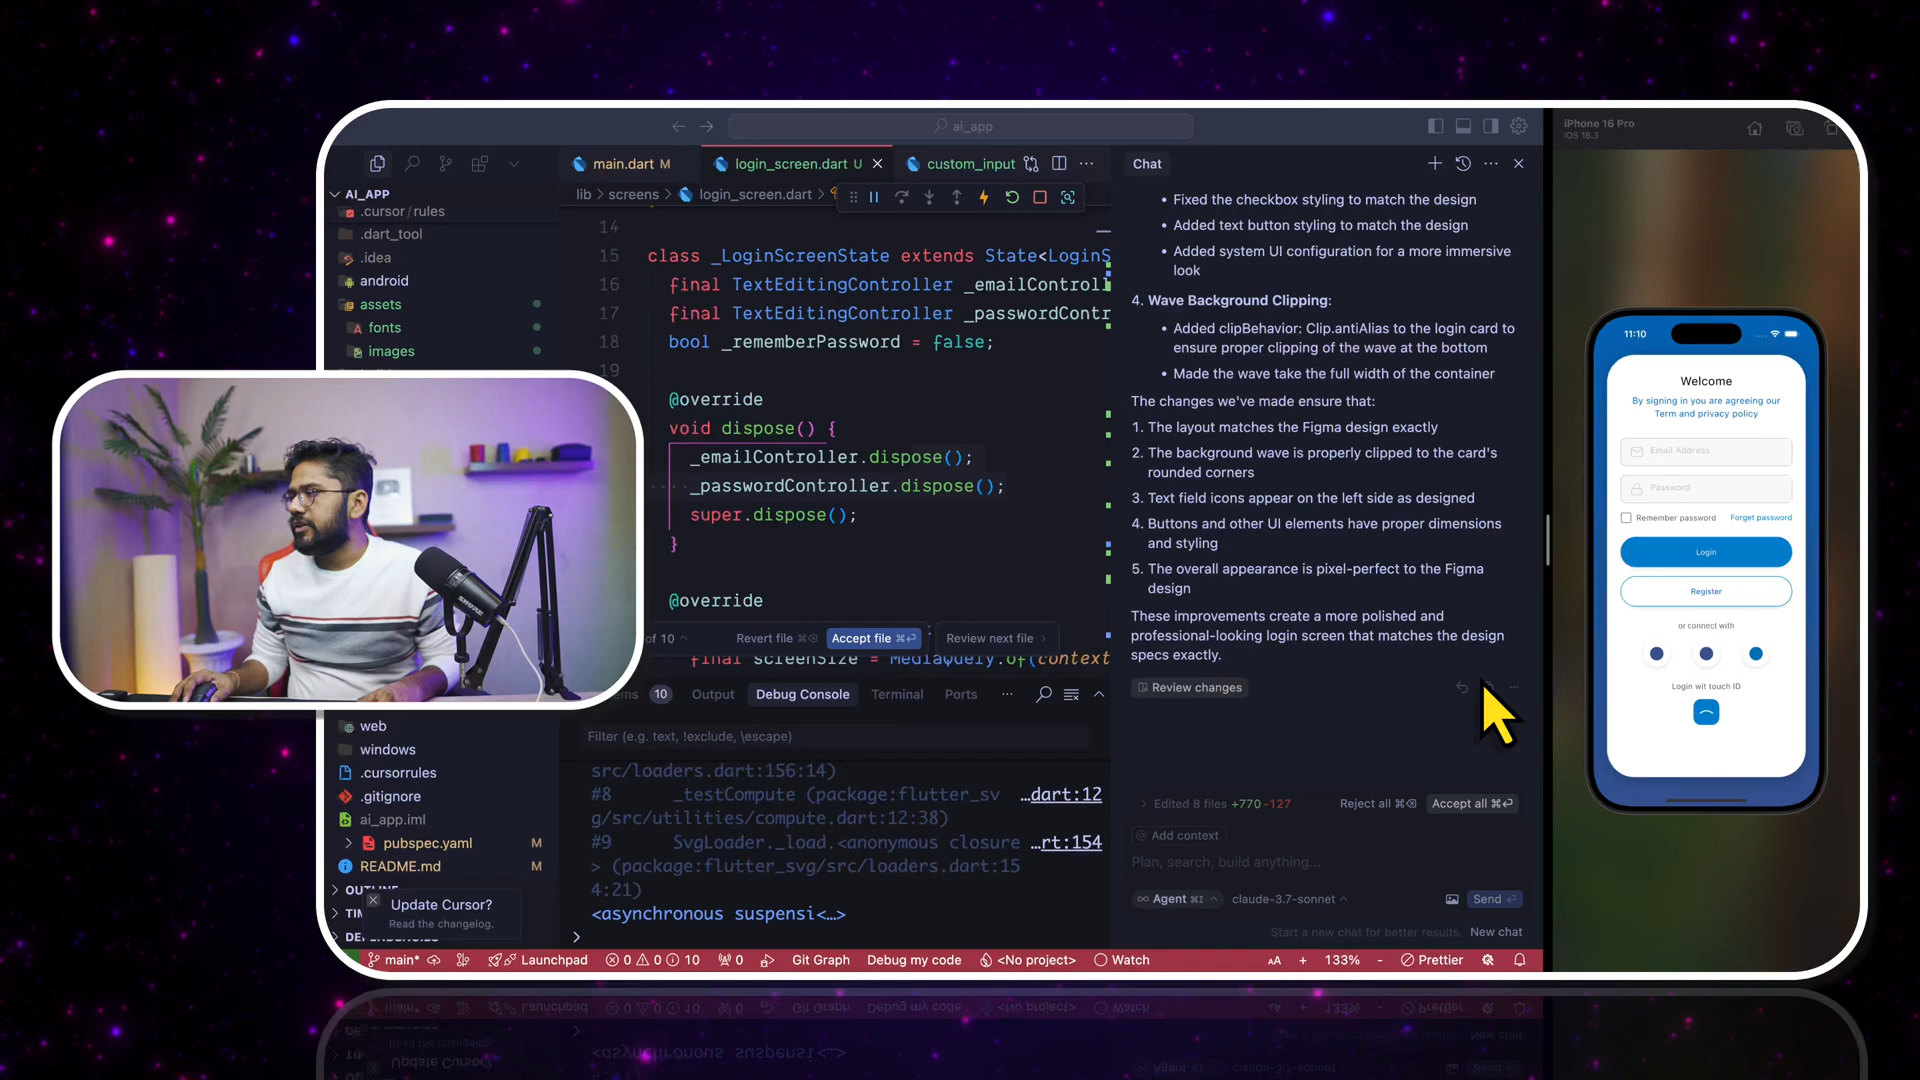 ai_app
iPhone 16 Pro
iOS 18.3
main.dart M
login_screen.dart U
custom_input
Chat
AI_APP
.cursor/rules
.dart_tool
.idea
android
assets
fonts
images
web
windows
.cursorrules
.gitignore
ai_app.iml
pubspec.yaml M
README.md M
OUTLINE
Update Cursor?
Read the changelog.
lib > screens > login_screen.dart >
14
15 class _LoginScreenState extends State<LoginS
16 final TextEditingController _emailControll
17 final TextEditingController _passwordContr
18 bool _rememberPassword = false;
19
@override
void dispose() {
_emailController.dispose();
_passwordController.dispose();
super.dispose();
}
@override
of 10
Revert file
Accept file
Review next file
final screenSize = MediaQuery.of(context
10 Output Debug Console Terminal Ports
Filter (e.g. text, !exclude, \escape)
src/loaders.dart:156:14)
#8 _testCompute (package:flutter_sv …dart:12
g/src/utilities/compute.dart:12:38)
#9 SvgLoader._load.<anonymous closure …rt:154
> (package:flutter_svg/src/loaders.dart:15
4:21)
<asynchronous suspensi<…>
• Fixed the checkbox styling to match the design
• Added text button styling to match the design
• Added system UI configuration for a more immersive
look
4. Wave Background Clipping:
• Added clipBehavior: Clip.antiAlias to the login card to
ensure proper clipping of the wave at the bottom
• Made the wave take the full width of the container
The changes we've made ensure that:
1. The layout matches the Figma design exactly
2. The background wave is properly clipped to the card's
rounded corners
3. Text field icons appear on the left side as designed
4. Buttons and other UI elements have proper dimensions
and styling
5. The overall appearance is pixel-perfect to the Figma
design
These improvements create a more polished and
professional-looking login screen that matches the design
specs exactly.
Review changes
Edited 8 files +770 -127
Reject all
Accept all
@ Add context
Plan, search, build anything...
Agent ⌘I
claude-3.7-sonnet
Send
Start a new chat for better results. New chat
main* Launchpad 0 0 10 0 Git Graph Debug my code <No project> Watch AA + 133% - Prettier
11:10
Welcome
By signing in you are agreeing our
Term and privacy policy
Email Address
Password
Remember password Forget password
Login
Register
or connect with
Login wit touch ID
SHURE